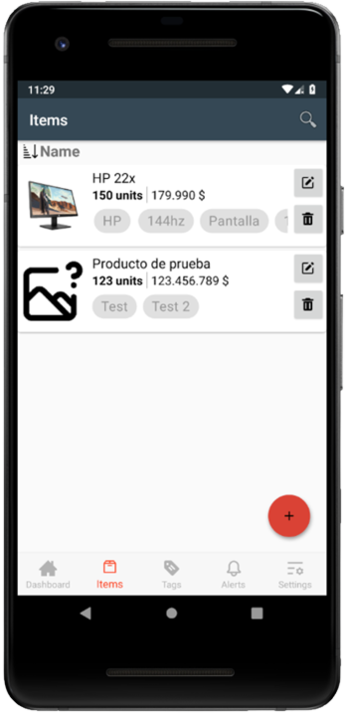 11:29
Items
Name
HP 22x
150 units 179.990 $
HP 144hz Pantalla
Producto de prueba
123 units 123.456.789 $
Test Test 2
Dashboard Items Tags Alerts Settings